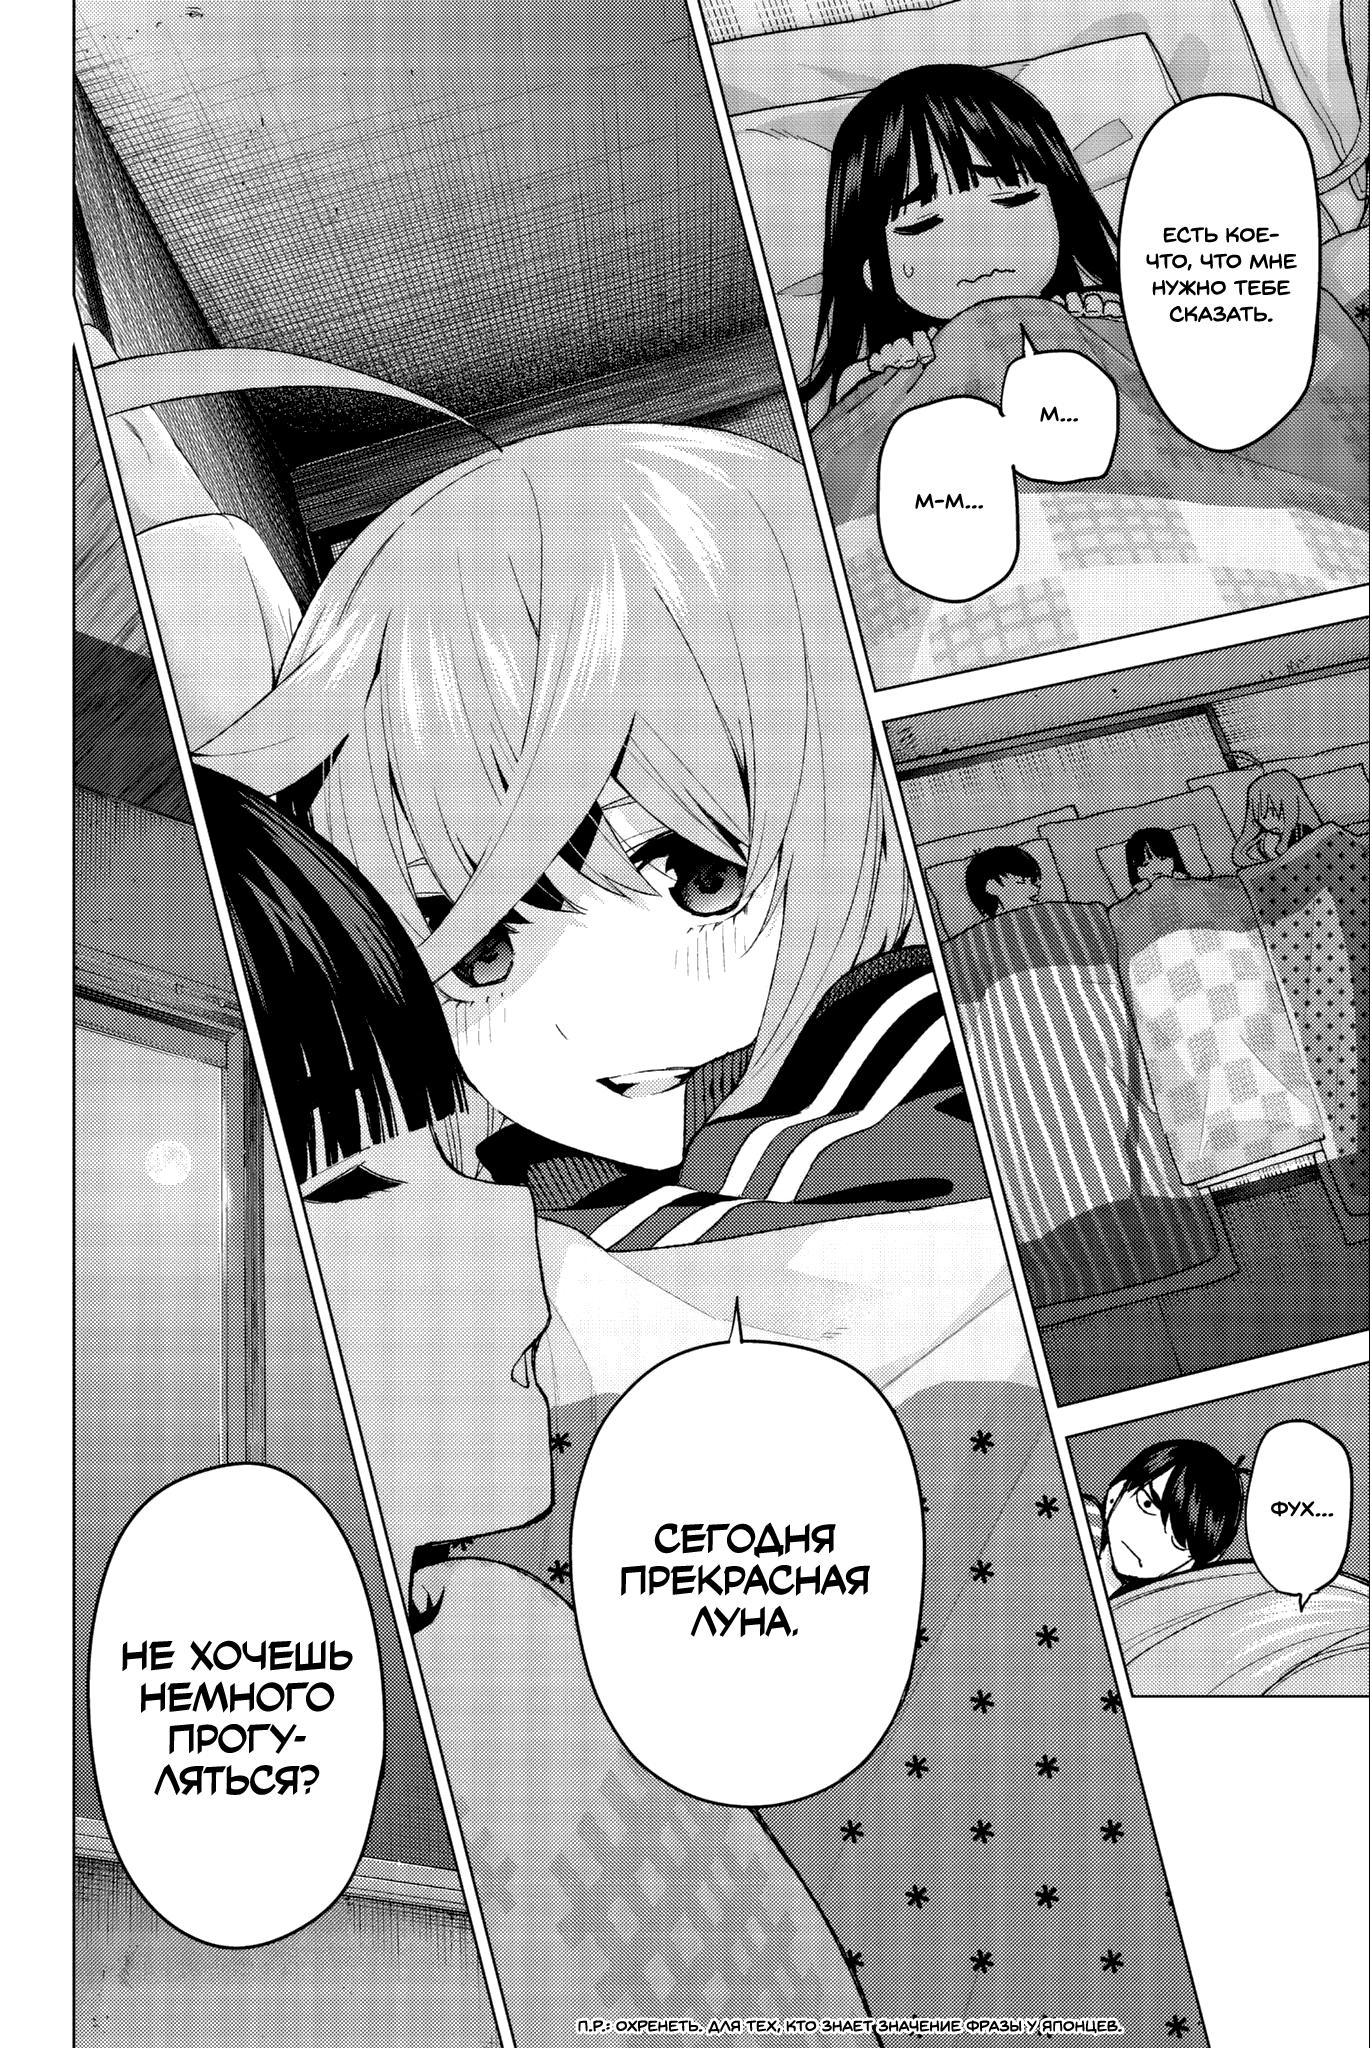 ЕСТЬ КОЕ-
ЧТО, ЧТО МНЕ
НУЖНО ТЕБЕ
СКАЗАТЬ.
М...
М-М...
ФУХ...
СЕГОДНЯ
ПРЕКРАСНАЯ
ЛУНА.
НЕ ХОЧЕШЬ
НЕМНОГО
ПРОГУ-
ЛЯТЬСЯ?
П.Р.: ОХРЕНЕТЬ. ДЛЯ ТЕХ, КТО ЗНАЕТ ЗНАЧЕНИЕ ФРАЗЫ У ЯПОНЦЕВ.